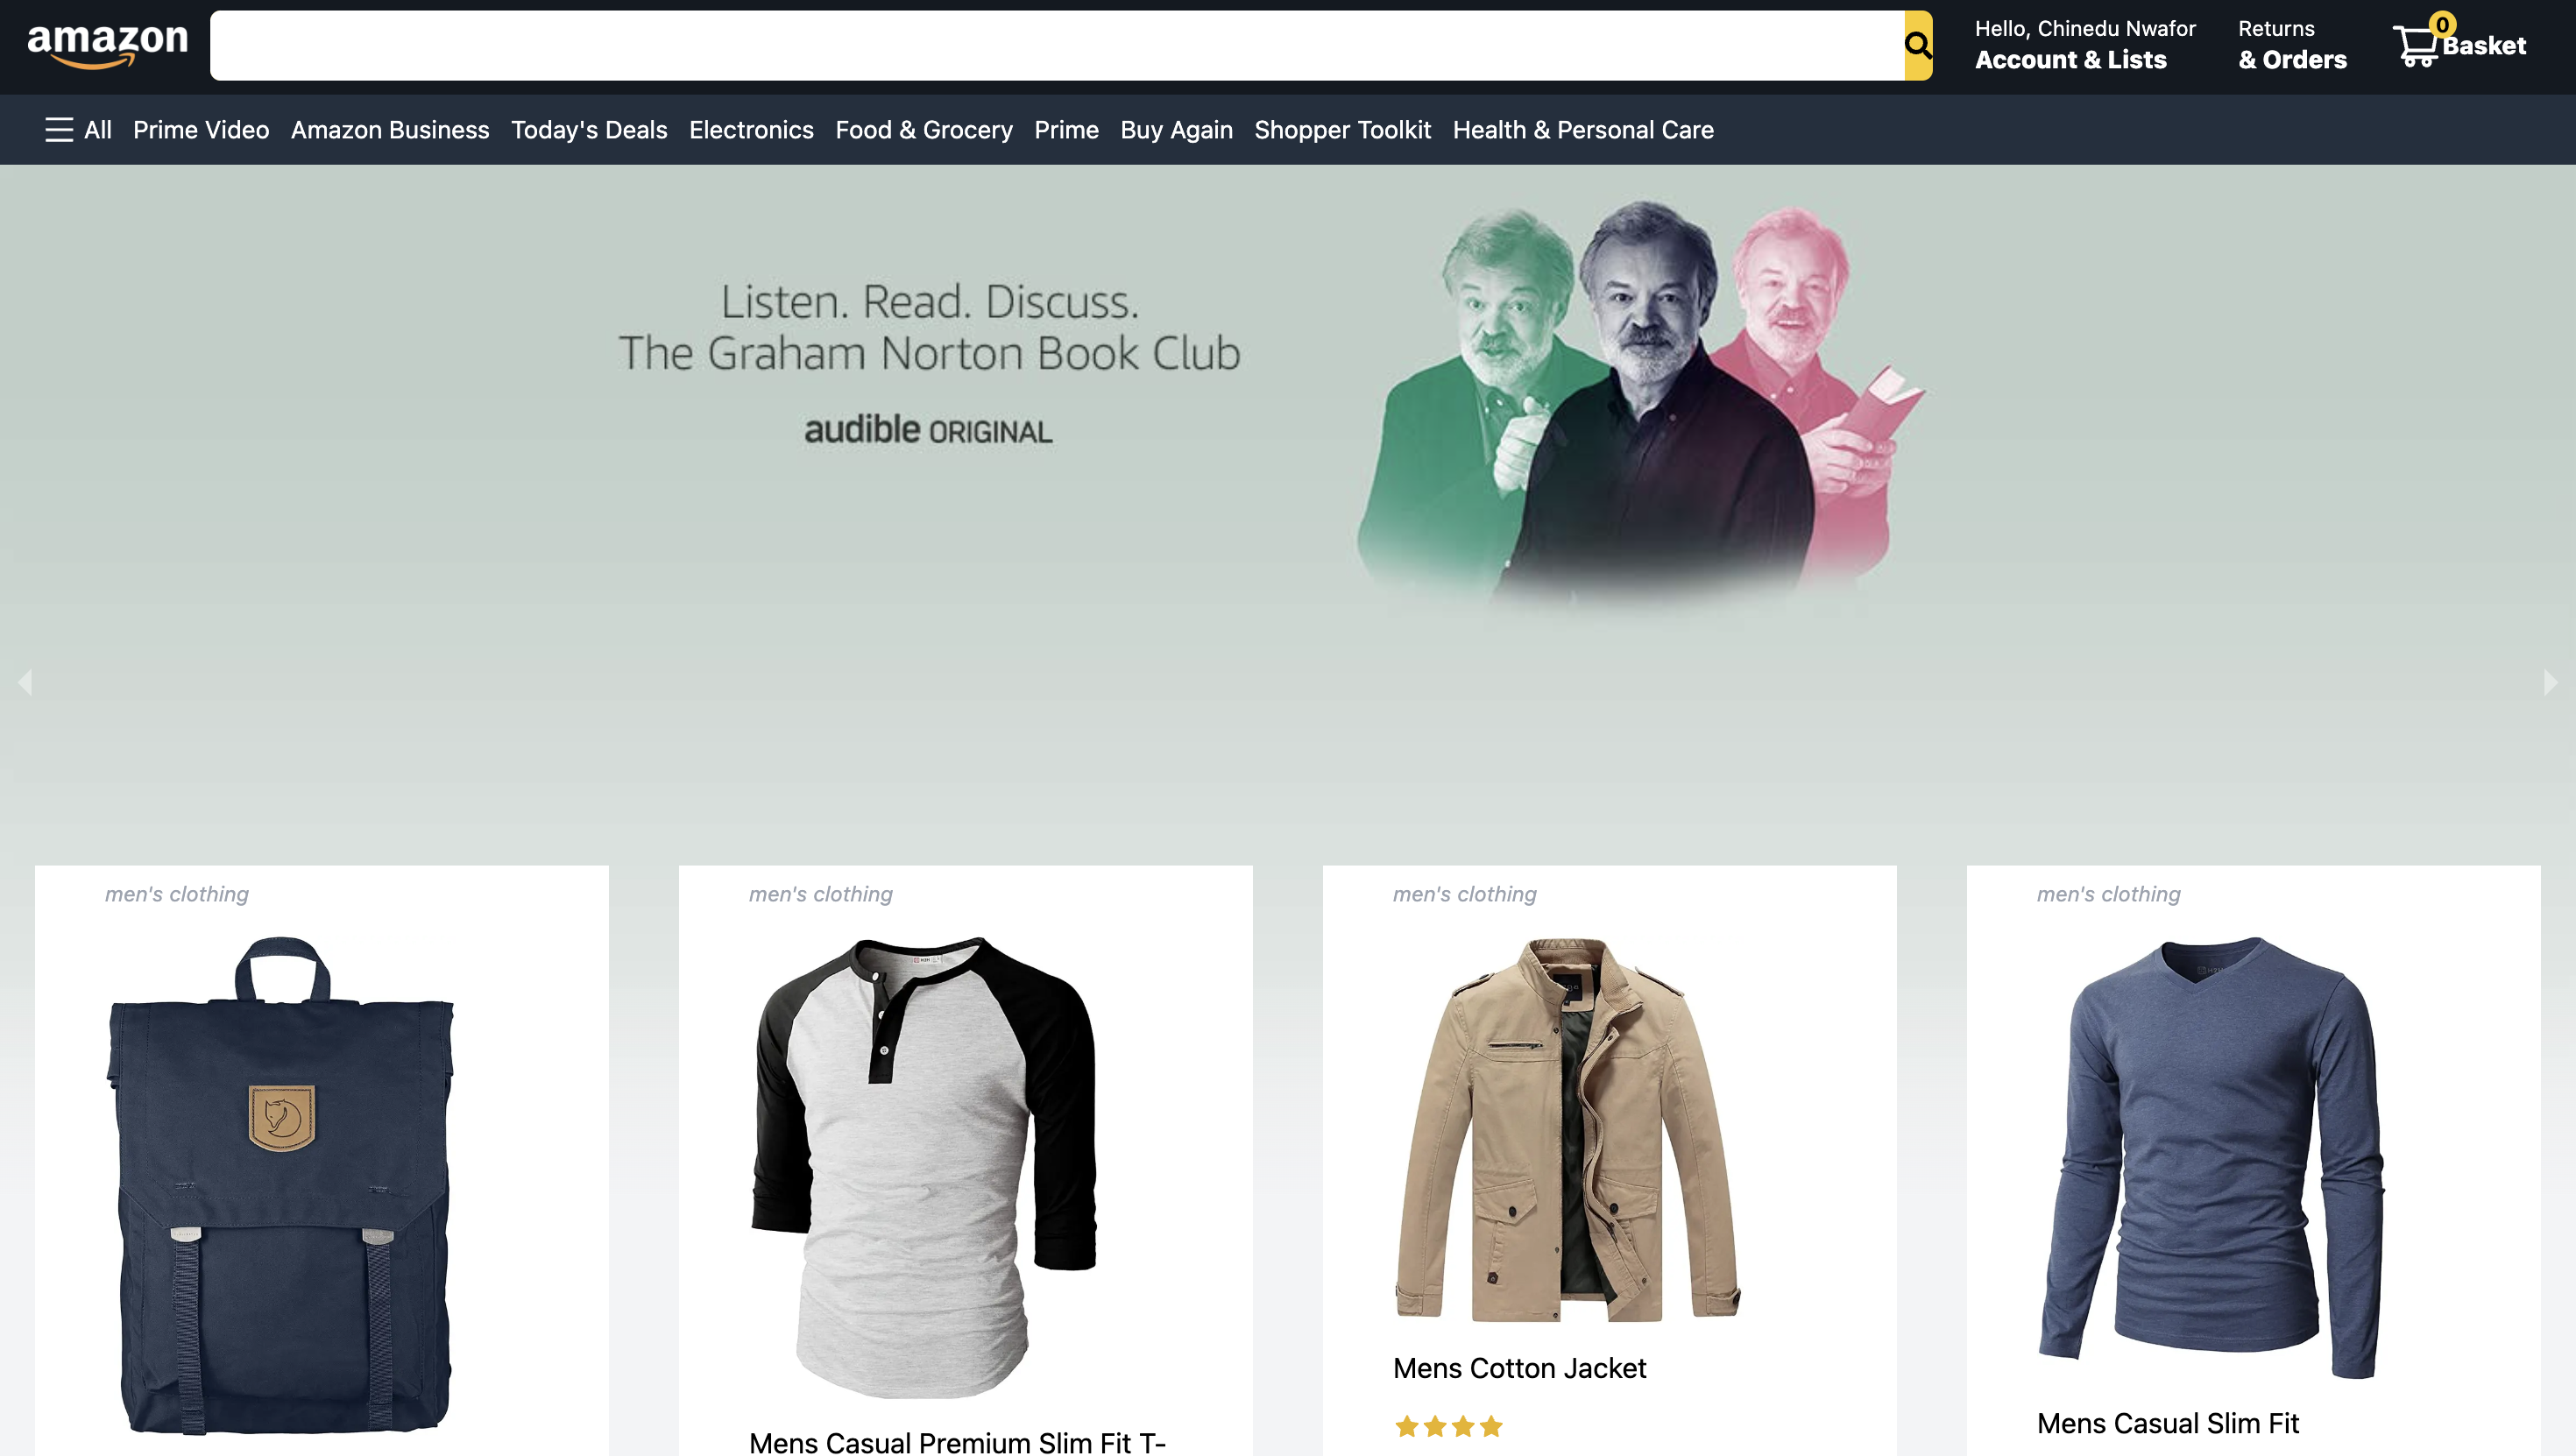 amazon
Hello, Chinedu Nwafor
Account & Lists
Returns
& Orders
0
Basket
All Prime Video Amazon Business Today's Deals Electronics Food & Grocery Prime Buy Again Shopper Toolkit Health & Personal Care
Listen. Read. Discuss.
The Graham Norton Book Club
audible ORIGINAL
men's clothing
men's clothing
men's clothing
men's clothing
Mens Cotton Jacket
Mens Casual Slim Fit
Mens Casual Premium Slim Fit T-